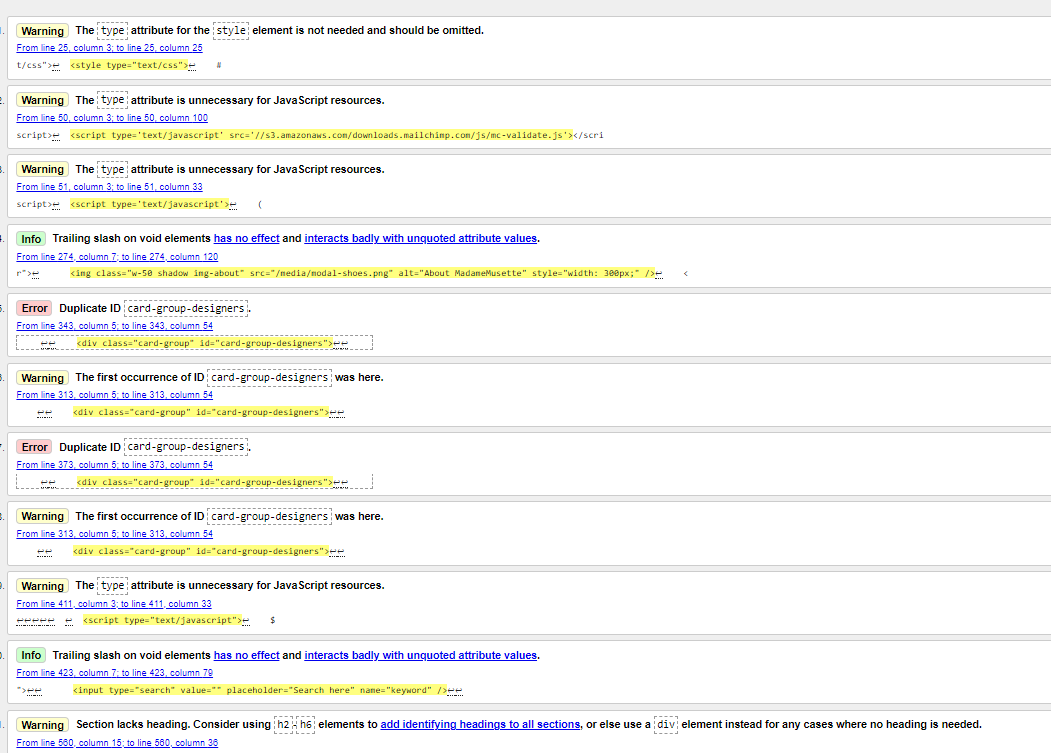 1. Warning The type attribute for the style element is not needed and should be omitted.
From line 25, column 3; to line 25, column 25
t/css">↩ <style type="text/css">↩ #
2. Warning The type attribute is unnecessary for JavaScript resources.
From line 50, column 3; to line 50, column 100
script>↩ <script type='text/javascript' src='//s3.amazonaws.com/downloads.mailchimp.com/js/mc-validate.js'></scri
3. Warning The type attribute is unnecessary for JavaScript resources.
From line 51, column 3; to line 51, column 33
script>↩ <script type='text/javascript'>↩ (
4. Info Trailing slash on void elements has no effect and interacts badly with unquoted attribute values.
From line 274, column 7; to line 274, column 120
r">↩ <img class="w-50 shadow img-about" src="/media/modal-shoes.png" alt="About MadameMusette" style="width: 300px;" />↩ <
5. Error Duplicate ID card-group-designers.
From line 343, column 5; to line 343, column 54
↩↩ <div class="card-group" id="card-group-designers">↩↩
6. Warning The first occurrence of ID card-group-designers was here.
From line 313, column 5; to line 313, column 54
↩↩ <div class="card-group" id="card-group-designers">↩↩
7. Error Duplicate ID card-group-designers.
From line 373, column 5; to line 373, column 54
↩↩ <div class="card-group" id="card-group-designers">↩↩
8. Warning The first occurrence of ID card-group-designers was here.
From line 313, column 5; to line 313, column 54
↩↩ <div class="card-group" id="card-group-designers">↩↩
9. Warning The type attribute is unnecessary for JavaScript resources.
From line 411, column 3; to line 411, column 33
↩↩↩↩↩ ↩ <script type="text/javascript">↩ $
0. Info Trailing slash on void elements has no effect and interacts badly with unquoted attribute values.
From line 423, column 7; to line 423, column 79
">↩↩ <input type="search" value="" placeholder="Search here" name="keyword" />↩↩
1. Warning Section lacks heading. Consider using h2-h6 elements to add identifying headings to all sections, or else use a div element instead for any cases where no heading is needed.
From line 560, column 15; to line 560, column 36